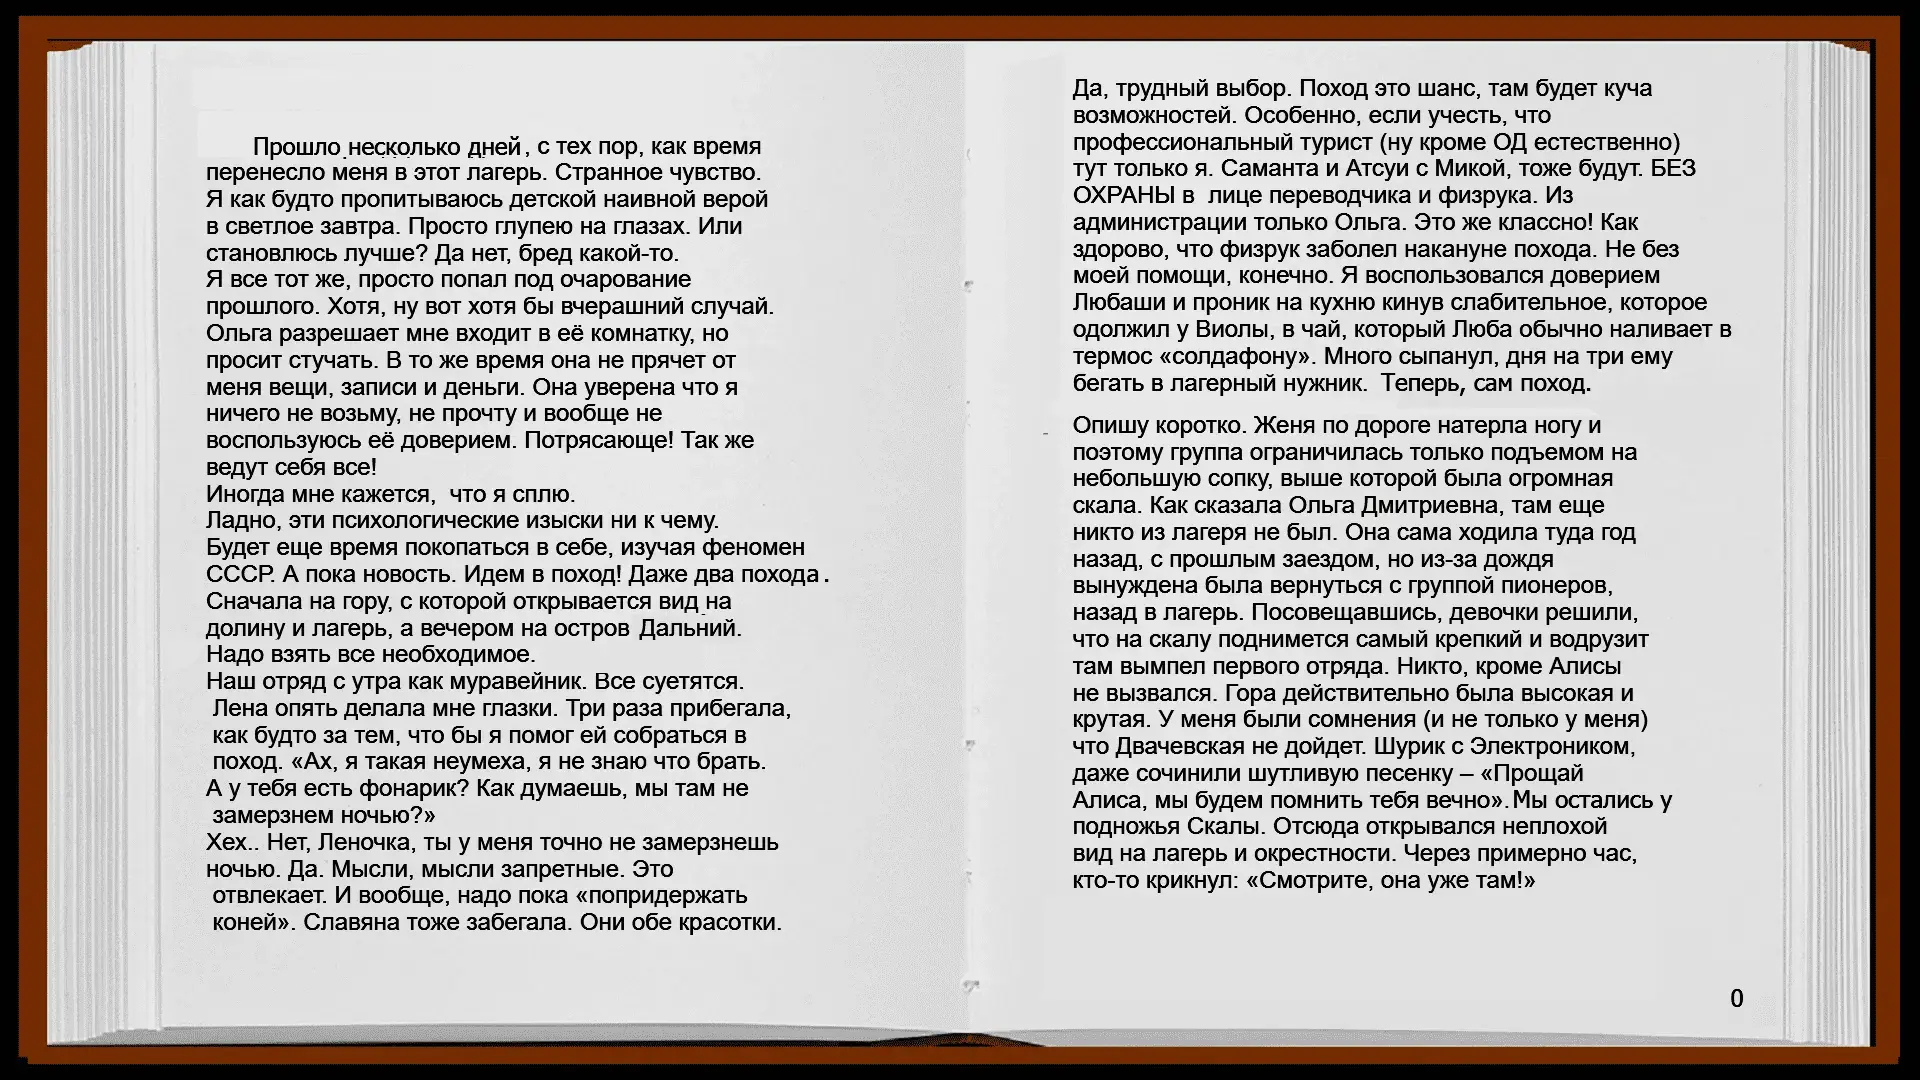 Прошло несколько дней, с тех пор, как время
перенесло меня в этот лагерь. Странное чувство.
Я как будто пропитываюсь детской наивной верой
в светлое завтра. Просто глупею на глазах. Или
становлюсь лучше? Да нет, бред какой-то.
Я все тот же, просто попал под очарование
прошлого. Хотя, ну вот хотя бы вчерашний случай.
Ольга разрешает мне входит в её комнатку, но
просит стучать. В то же время она не прячет от
меня вещи, записи и деньги. Она уверена что я
ничего не возьму, не прочту и вообще не
воспользуюсь её доверием. Потрясающе! Так же
ведут себя все!
Иногда мне кажется, что я сплю.
Ладно, эти психологические изыски ни к чему.
Будет еще время покопаться в себе, изучая феномен
СССР. А пока новость. Идем в поход! Даже два похода.
Сначала на гору, с которой открывается вид на
долину и лагерь, а вечером на остров Дальний.
Надо взять все необходимое.
Наш отряд с утра как муравейник. Все суетятся.
Лена опять делала мне глазки. Три раза прибегала,
как будто за тем, что бы я помог ей собраться в
поход. «Ах, я такая неумеха, я не знаю что брать.
А у тебя есть фонарик? Как думаешь, мы там не
замерзнем ночью?»
Хех.. Нет, Леночка, ты у меня точно не замерзнешь
ночью. Да. Мысли, мысли запретные. Это
отвлекает. И вообще, надо пока «попридержать
коней». Славяна тоже забегала. Они обе красотки.
Да, трудный выбор. Поход это шанс, там будет куча
возможностей. Особенно, если учесть, что
профессиональный турист (ну кроме ОД естественно)
тут только я. Саманта и Атсуи с Микой, тоже будут. БЕЗ
ОХРАНЫ в лице переводчика и физрука. Из
администрации только Ольга. Это же классно! Как
здорово, что физрук заболел накануне похода. Не без
моей помощи, конечно. Я воспользовался доверием
Любаши и проник на кухню кинув слабительное, которое
одолжил у Виолы, в чай, который Люба обычно наливает в
термос «солдафону». Много сыпанул, дня на три ему
бегать в лагерный нужник. Теперь, сам поход.
Опишу коротко. Женя по дороге натерла ногу и
поэтому группа ограничилась только подъемом на
небольшую сопку, выше которой была огромная
скала. Как сказала Ольга Дмитриевна, там еще
никто из лагеря не был. Она сама ходила туда год
назад, с прошлым заездом, но из-за дождя
вынуждена была вернуться с группой пионеров,
назад в лагерь. Посовещавшись, девочки решили,
что на скалу поднимется самый крепкий и водрузит
там вымпел первого отряда. Никто, кроме Алисы
не вызвался. Гора действительно была высокая и
крутая. У меня были сомнения (и не только у меня)
что Двачевская не дойдет. Шурик с Электроником,
даже сочинили шутливую песенку – «Прощай
Алиса, мы будем помнить тебя вечно». Мы остались у
подножья Скалы. Отсюда открывался неплохой
вид на лагерь и окрестности. Через примерно час,
кто-то крикнул: «Смотрите, она уже там!»
0